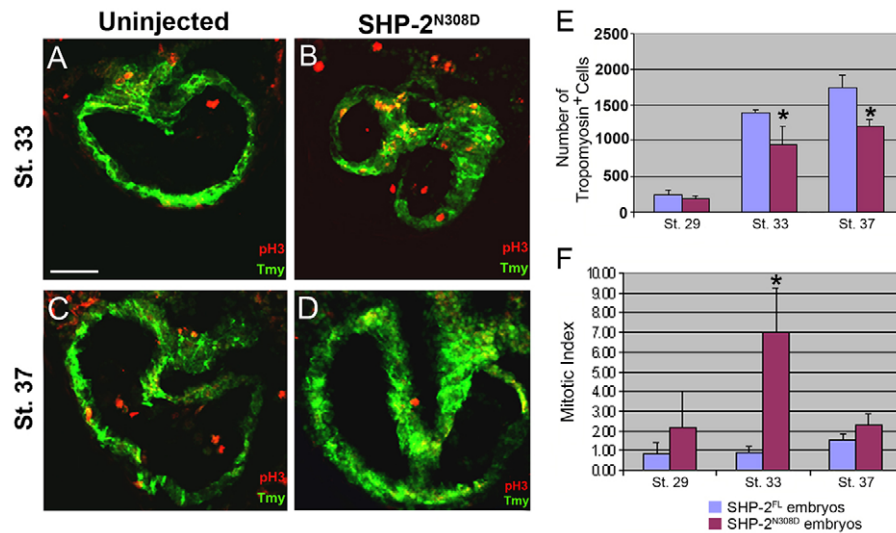 Uninjected
SHP-2N308D
St. 33
St. 37
A
pH3
Tmy
B
pH3
Tmy
C
pH3
Tmy
D
pH3
Tmy
E
Number of
Tropomyosin+ Cells
2500
2000
1500
1000
500
0
*
*
St. 29
St. 33
St. 37
F
Mitotic Index
10.00
9.00
8.00
7.00
6.00
5.00
4.00
3.00
2.00
1.00
0.00
*
St. 29
St. 33
St. 37
SHP-2FL embryos
SHP-2N308D embryos